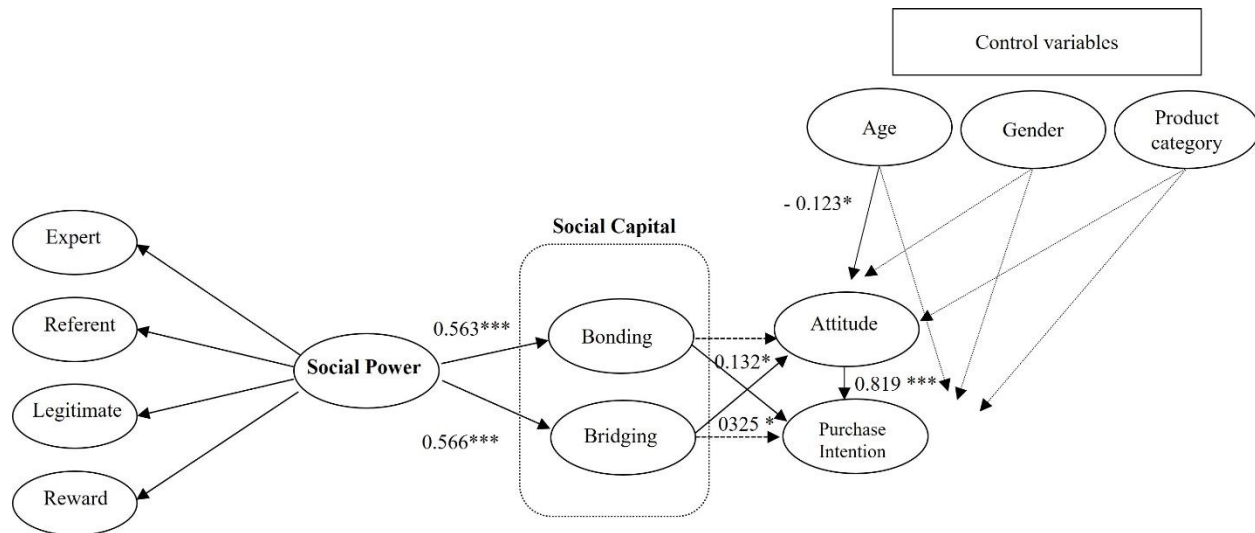 Control variables
Age
Gender
Product
category
- 0.123*
Social Capital
Expert
Referent
Legitimate
Reward
Social Power
0.563***
0.566***
Bonding
Bridging
0.132*
0325 *
Attitude
0.819 ***
Purchase
Intention